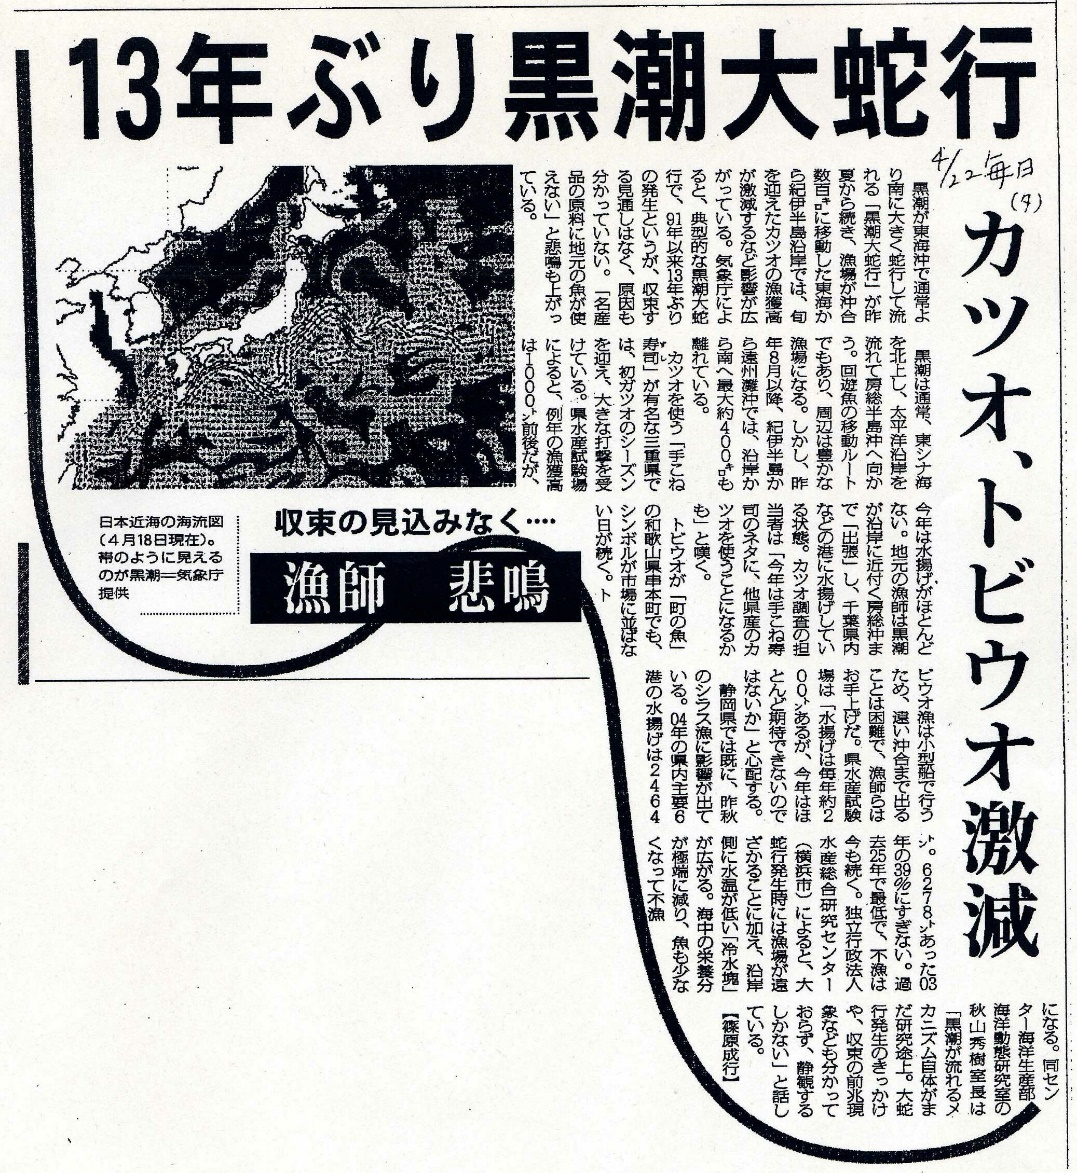 13年ぶり黒潮大蛇行
4/22毎日
(夕)
カツオ、トビウオ激減
収束の見込みなく‥‥
漁師　悲鳴
日本近海の海流図
(4月18日現在)。
帯のように見える
のが黒潮＝気象庁
提供
黒潮が東海沖で通常よ
り南に大きく蛇行して流
れる「黒潮大蛇行」が昨
夏から続き、漁場が沖合
数百㌔に移動した東海か
ら紀伊半島沿岸では、旬
を迎えたカツオの漁獲高
が激減するなど影響が広
がっている。気象庁によ
ると、典型的な黒潮大蛇
行で、91年以来13年ぶり
の発生というが、収束す
る見通しはなく、原因も
分かっていない。「名産
品の原料に地元の魚が使
えない」と悲鳴も上がっ
ている。
黒潮は通常、東シナ海
を北上し、太平洋沿岸を
流れて房総半島沖へ向か
う。回遊魚の移動ルート
でもあり、周辺は豊かな
漁場になる。しかし、昨
年8月以降、紀伊半島か
ら遠州灘沖では、沿岸か
ら南へ最大約400㌔も
離れている。
カツオを使う「手こね
寿司」が有名な三重県で
は、初ガツオのシーズン
を迎え、大きな打撃を受
けている。県水産試験場
によると、例年の漁獲高
は1000㌧前後だが、
今年は水揚げがほとんど
ない。地元の漁師は黒潮
が沿岸に近付く房総沖ま
で「出張」し、千葉県内
などの港に水揚げしてい
る状態。カツオ調査の担
当者は「今年は手こね寿
司のネタに、他県産のカ
ツオを使うことになるか
も」と嘆く。
トビウオが「町の魚」
の和歌山県串本町でも、
シンボルが市場に並ばな
い日が続く。ト
ビウオ漁は小型船で行う
ため、遠い沖合まで出る
ことは困難で、漁師らは
お手上げだ。県水産試験
場は「水揚げは毎年約2
00㌧あるが、今年はほ
とんど期待できないので
はないか」と心配する。
静岡県では既に、昨秋
のシラス漁に影響が出て
いる。04年の県内主要6
港の水揚げは2464
㌧。6278㌧あった03
年の39%にすぎない。過
去25年で最低で、不漁は
今も続く。独立行政法人
水産総合研究センター
(横浜市)によると、大
蛇行発生時には漁場が遠
ざかることに加え、沿岸
側に水温が低い「冷水塊」
が広がる。海中の栄養分
が極端に減り、魚も少な
くなって不漁
になる。同セン
ター海洋生産部
海洋動態研究室の
秋山秀樹室長は
「黒潮が流れるメ
カニズム自体がま
だ研究途上。大蛇
行発生のきっかけ
や、収束の前兆現
象なども分かって
おらず、静観する
しかない」と話し
ている。
【篠原成行】